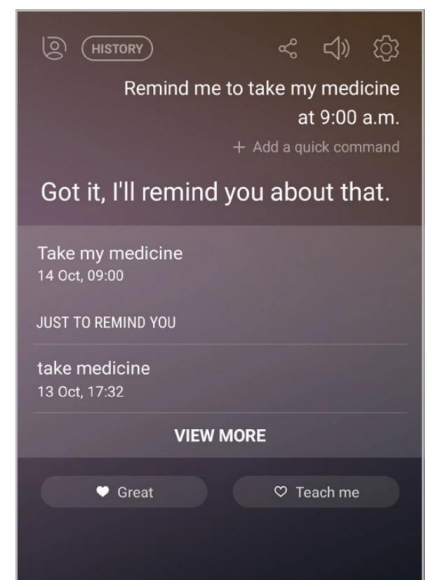 HISTORY
Remind me to take my medicine
at 9:00 a.m.
+ Add a quick command
Got it, I'll remind you about that.
Take my medicine
14 Oct, 09:00
JUST TO REMIND YOU
take medicine
13 Oct, 17:32
VIEW MORE
Great
Teach me